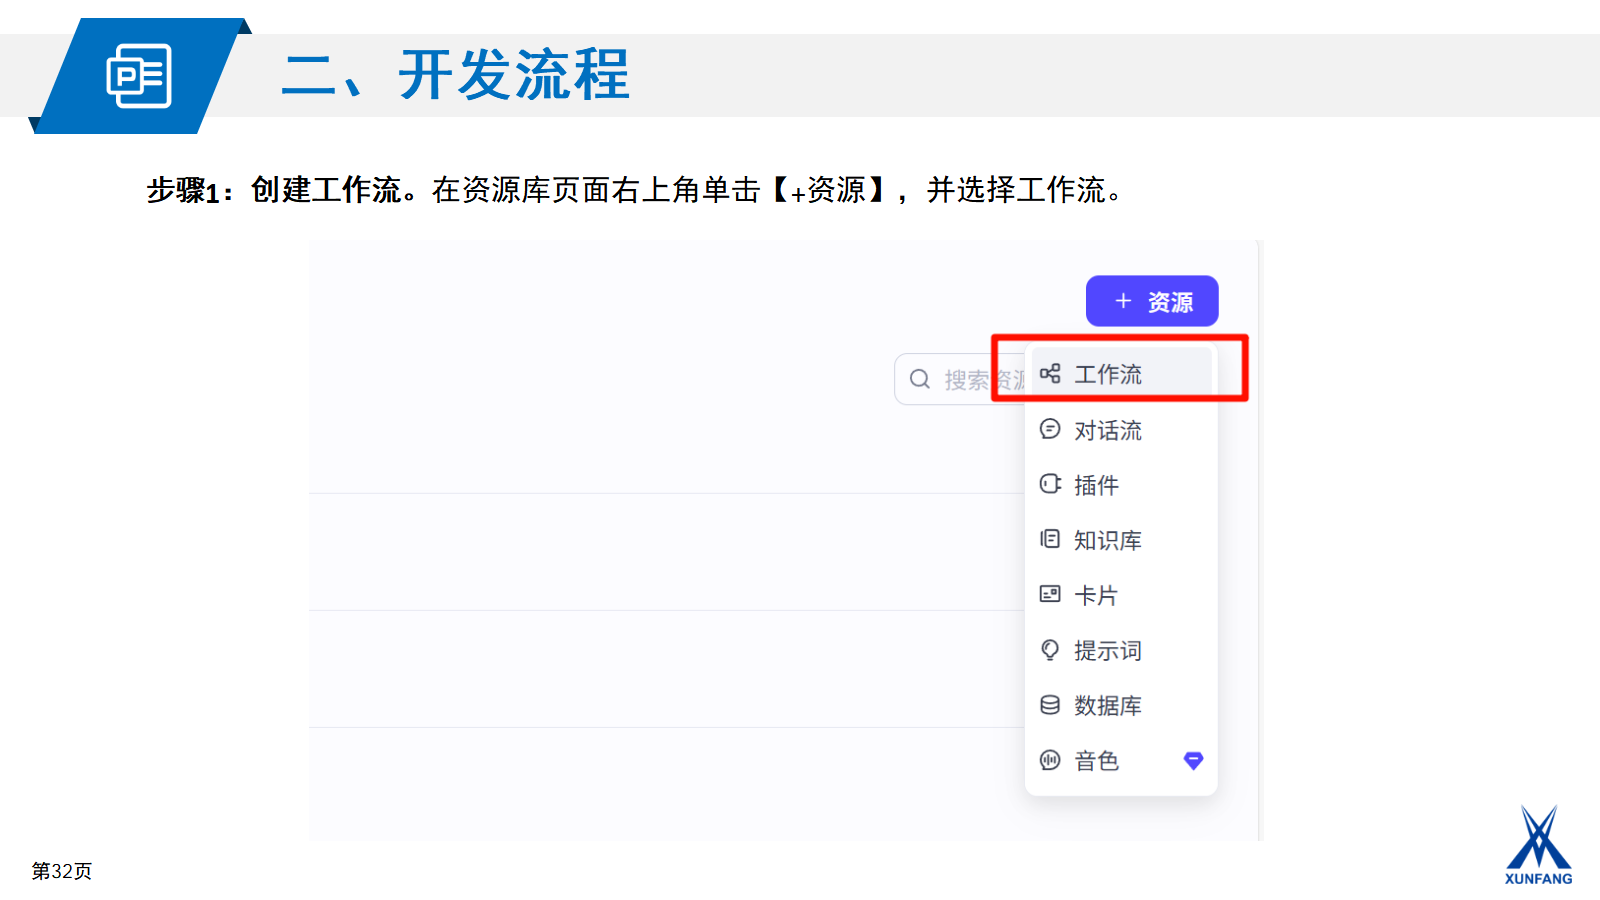 二、开发流程
步骤1：创建工作流。在资源库页面右上角单击【+资源】，并选择工作流。
+ 资源
搜索资源
工作流
对话流
插件
知识库
卡片
提示词
数据库
音色
第32页
XUNFANG